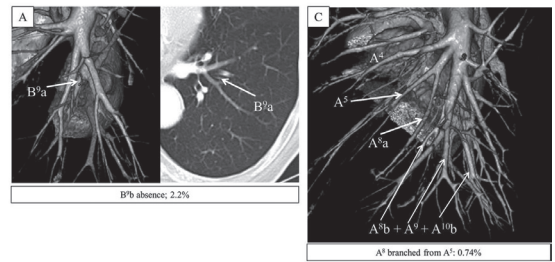 A
B⁹a
B⁹a
B⁹b absence; 2.2%
C
A⁴
A⁵
A⁸a
A⁸b + A⁹ + A¹⁰b
A⁸ branched from A⁵: 0.74%